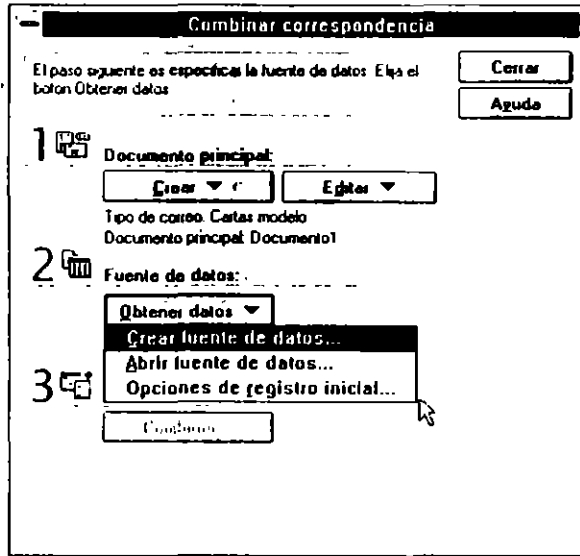 Combinar correspondencia
El paso siguiente es especificar la fuente de datos. Elija el
botón Obtener datos
Cerrar
Ayuda
1
Documento principal:
Crear
Editar
Tipo de correo. Cartas modelo
Documento principal: Documento1
2
Fuente de datos:
Obtener datos
Crear fuente de datos...
Abrir fuente de datos...
Opciones de registro inicial...
3